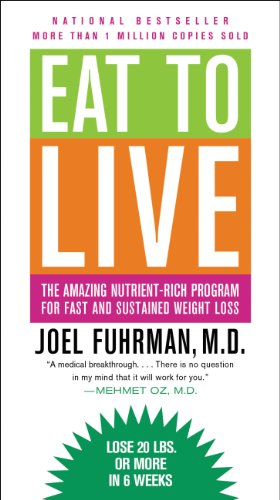 NATIONAL BESTSELLER
MORE THAN 1 MILLION COPIES SOLD
EAT TO
LIVE
THE AMAZING NUTRIENT-RICH PROGRAM
FOR FAST AND SUSTAINED WEIGHT LOSS
JOEL FUHRMAN, M.D.
"A medical breakthrough. . . . There is no question
in my mind that it will work for you."
—MEHMET OZ, M.D.
LOSE 20 LBS.
OR MORE
IN 6 WEEKS